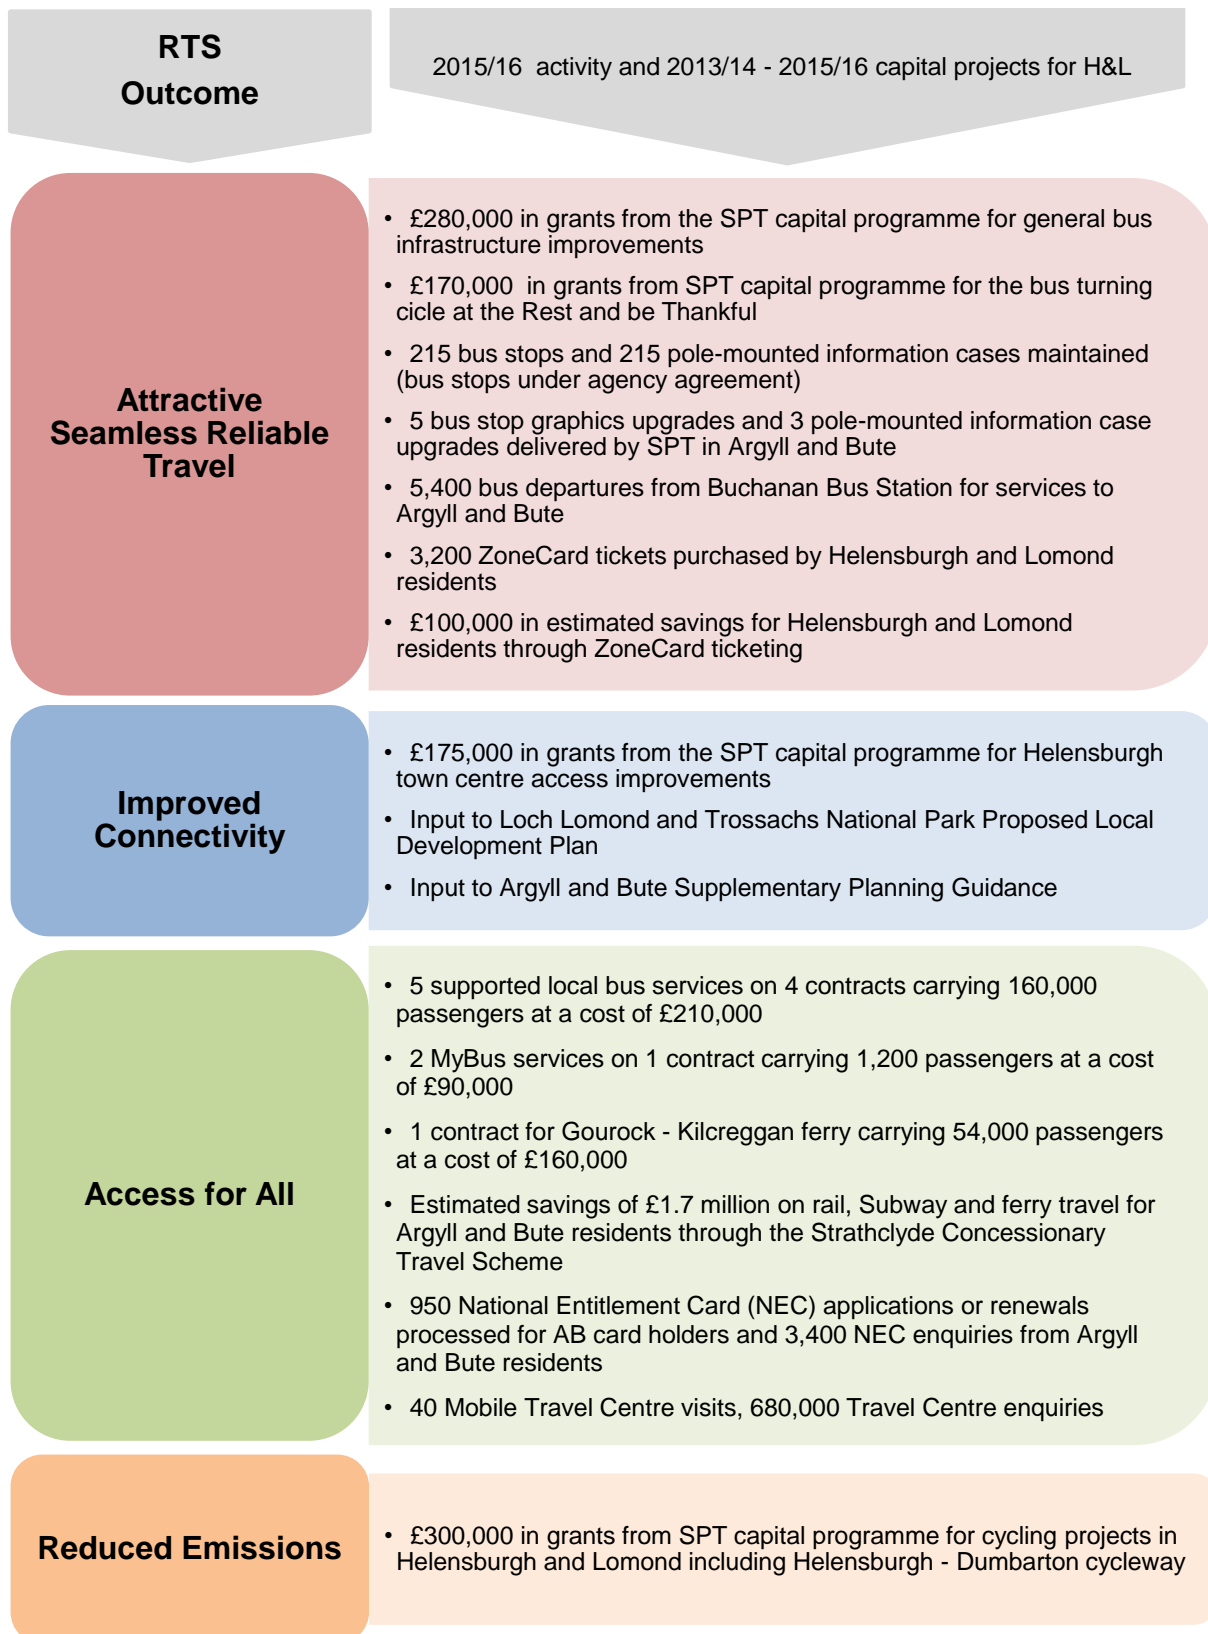 RTS
Outcome
2015/16 activity and 2013/14 - 2015/16 capital projects for H&L
Attractive
Seamless Reliable
Travel
• £280,000 in grants from the SPT capital programme for general bus
infrastructure improvements
• £170,000 in grants from SPT capital programme for the bus turning
cicle at the Rest and be Thankful
• 215 bus stops and 215 pole-mounted information cases maintained
(bus stops under agency agreement)
• 5 bus stop graphics upgrades and 3 pole-mounted information case
upgrades delivered by SPT in Argyll and Bute
• 5,400 bus departures from Buchanan Bus Station for services to
Argyll and Bute
• 3,200 ZoneCard tickets purchased by Helensburgh and Lomond
residents
• £100,000 in estimated savings for Helensburgh and Lomond
residents through ZoneCard ticketing
Improved
Connectivity
• £175,000 in grants from the SPT capital programme for Helensburgh
town centre access improvements
• Input to Loch Lomond and Trossachs National Park Proposed Local
Development Plan
• Input to Argyll and Bute Supplementary Planning Guidance
Access for All
• 5 supported local bus services on 4 contracts carrying 160,000
passengers at a cost of £210,000
• 2 MyBus services on 1 contract carrying 1,200 passengers at a cost
of £90,000
• 1 contract for Gourock - Kilcreggan ferry carrying 54,000 passengers
at a cost of £160,000
• Estimated savings of £1.7 million on rail, Subway and ferry travel for
Argyll and Bute residents through the Strathclyde Concessionary
Travel Scheme
• 950 National Entitlement Card (NEC) applications or renewals
processed for AB card holders and 3,400 NEC enquiries from Argyll
and Bute residents
• 40 Mobile Travel Centre visits, 680,000 Travel Centre enquiries
Reduced Emissions
• £300,000 in grants from SPT capital programme for cycling projects in
Helensburgh and Lomond including Helensburgh - Dumbarton cycleway